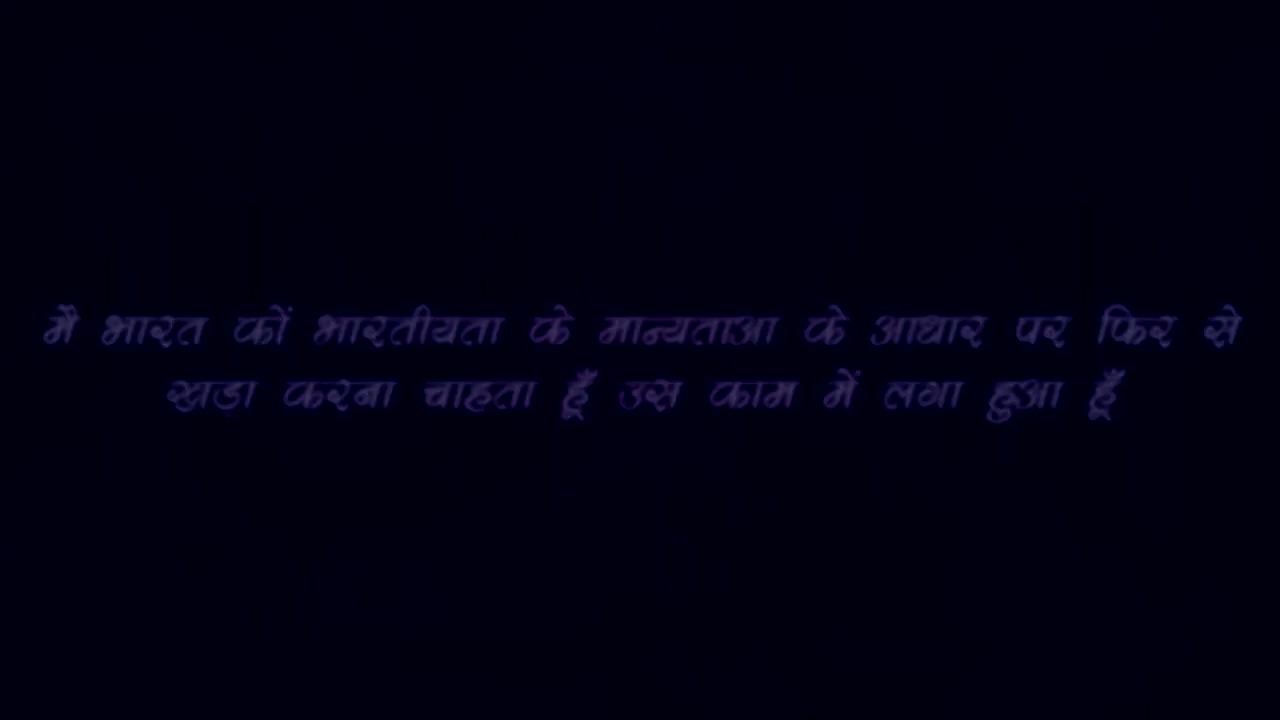 मै भारत कों भारतीयता के मान्यताआ के आधार पर फिर से
खड़ा करना चाहता हूँ उस काम में लगा हुआ हूँ